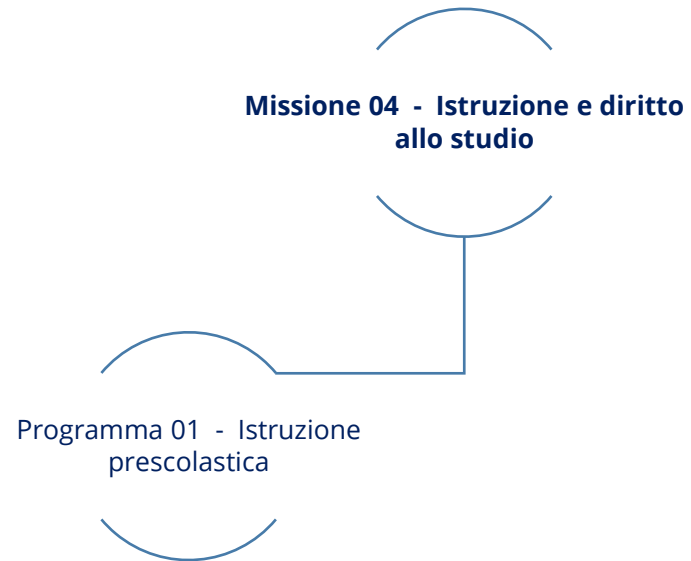 Missione 04  -  Istruzione e diritto
allo studio
Programma 01  -  Istruzione
prescolastica